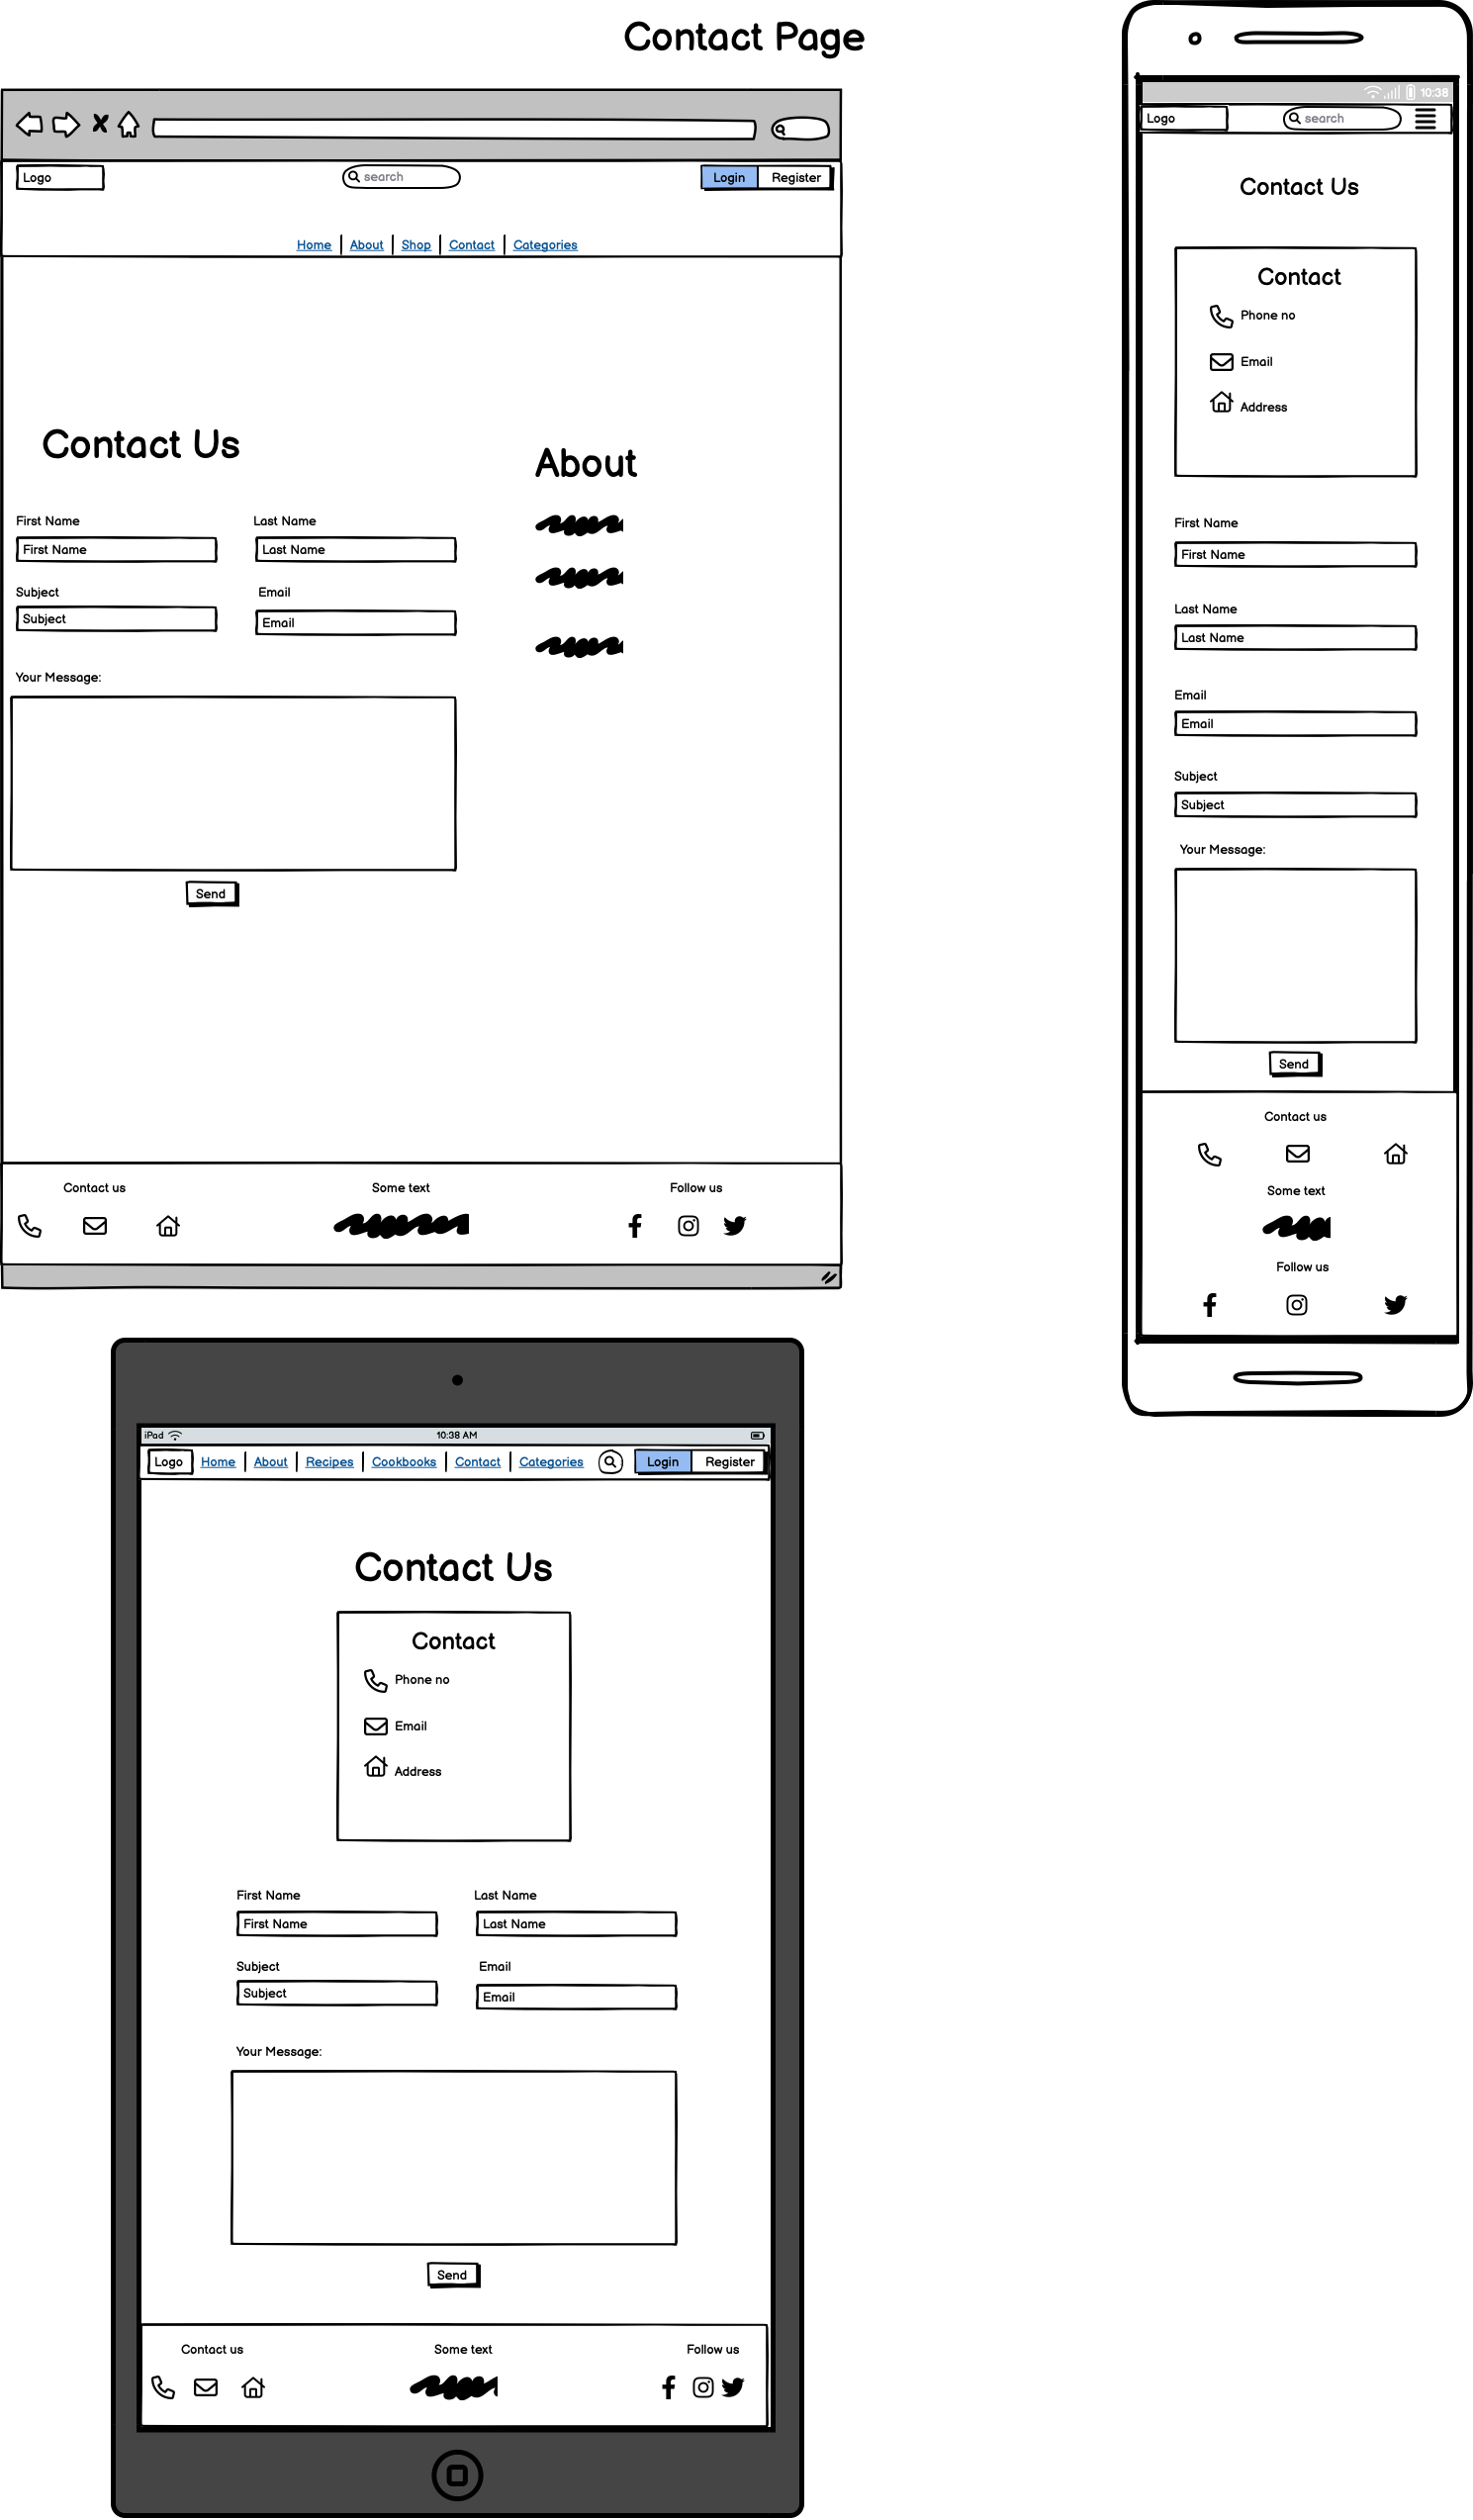 Contact Page
Logo
search
Login Register
Home About Shop Contact Categories
Contact Us
First Name Last Name
First Name Last Name
Subject Email
Subject Email
Your Message:
Send
About
Contact us Some text Follow us
10:38
Logo search
Contact Us
Contact
Phone no
Email
Address
First Name
First Name
Last Name
Last Name
Email
Email
Subject
Subject
Your Message:
Send
Contact us
Some text
Follow us
iPad 10:38 AM
Logo Home About Recipes Cookbooks Contact Categories Login Register
Contact Us
Contact
Phone no
Email
Address
First Name Last Name
First Name Last Name
Subject Email
Subject Email
Your Message:
Send
Contact us Some text Follow us